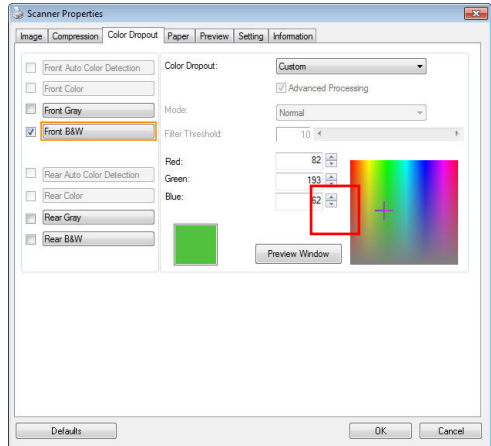 Scanner Properties
Image Compression Color Dropout Paper Preview Setting Information
Front Auto Color Detection
Front Color
Front Gray
Front B&W
Rear Auto Color Detection
Rear Color
Rear Gray
Rear B&W
Color Dropout: Custom
Advanced Processing
Mode: Normal
Filter Threshold: 10
Red: 82
Green: 193
Blue: 62
Preview Window
Defaults OK Cancel